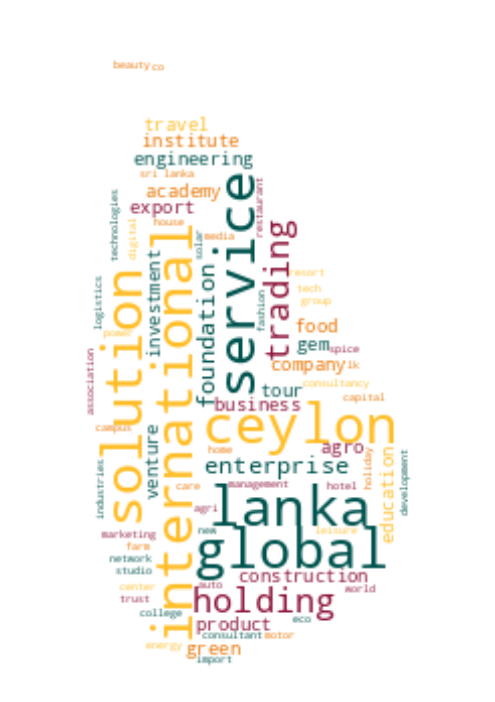 beauty co
travel
institute
engineering
sri lanka
academy
export
house
technologies
digital
solar
media
restaurant
service
trading
international
investment
foundation
solution
logistics
resort
tech
group
fashion
food
power
gem spice
company lk
association
tour
consultancy
capital
business
ceylon
campus
venture
home
agro
enterprise
holiday
education
development
industries
care
management
hotel
lanka
agri
new
leisure
marketing
farm
global
network
studio
construction
center
auto
world
trust
holding
college
eco
product
consultant motor
energy
green
import